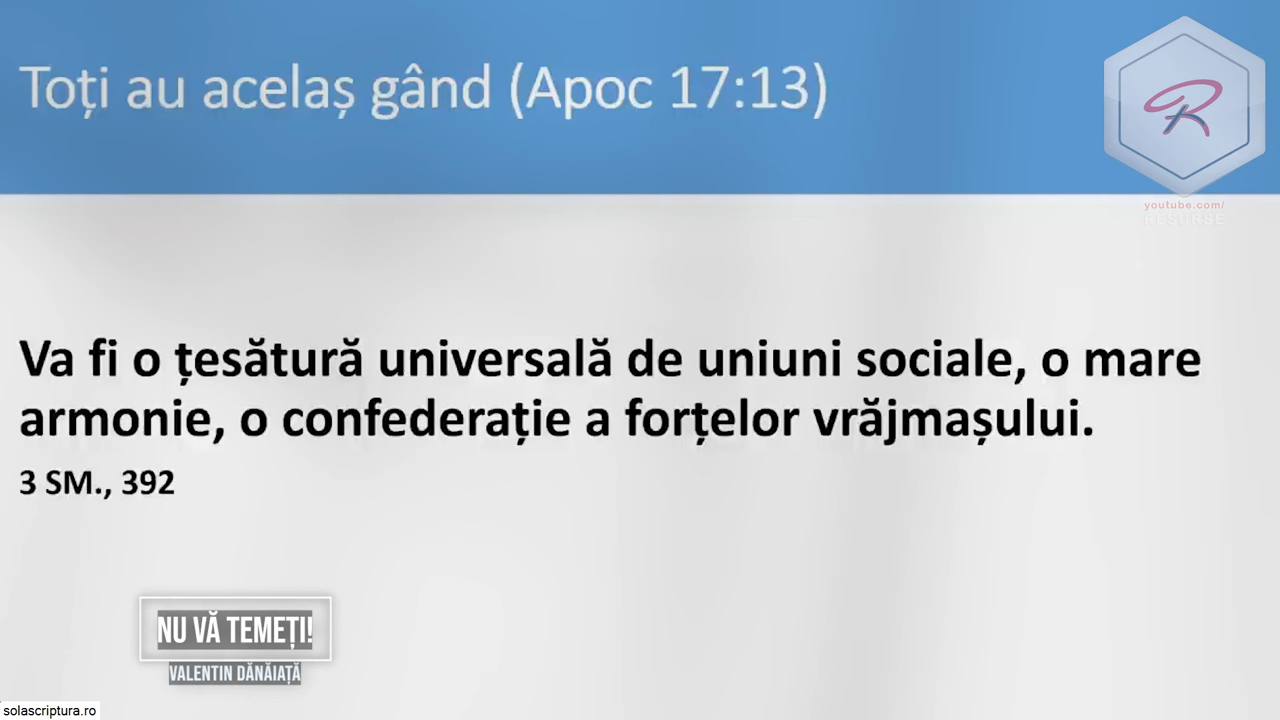 Toți au acelaș gând (Apoc 17:13)
R
youtube.com/
RESURSE
Va fi o țesătură universală de uniuni sociale, o mare
armonie, o confederație a forțelor vrăjmașului.
3 SM., 392
NU VĂ TEMEȚI!
VALENTIN DĂNĂIAȚĂ
solascriptura.ro